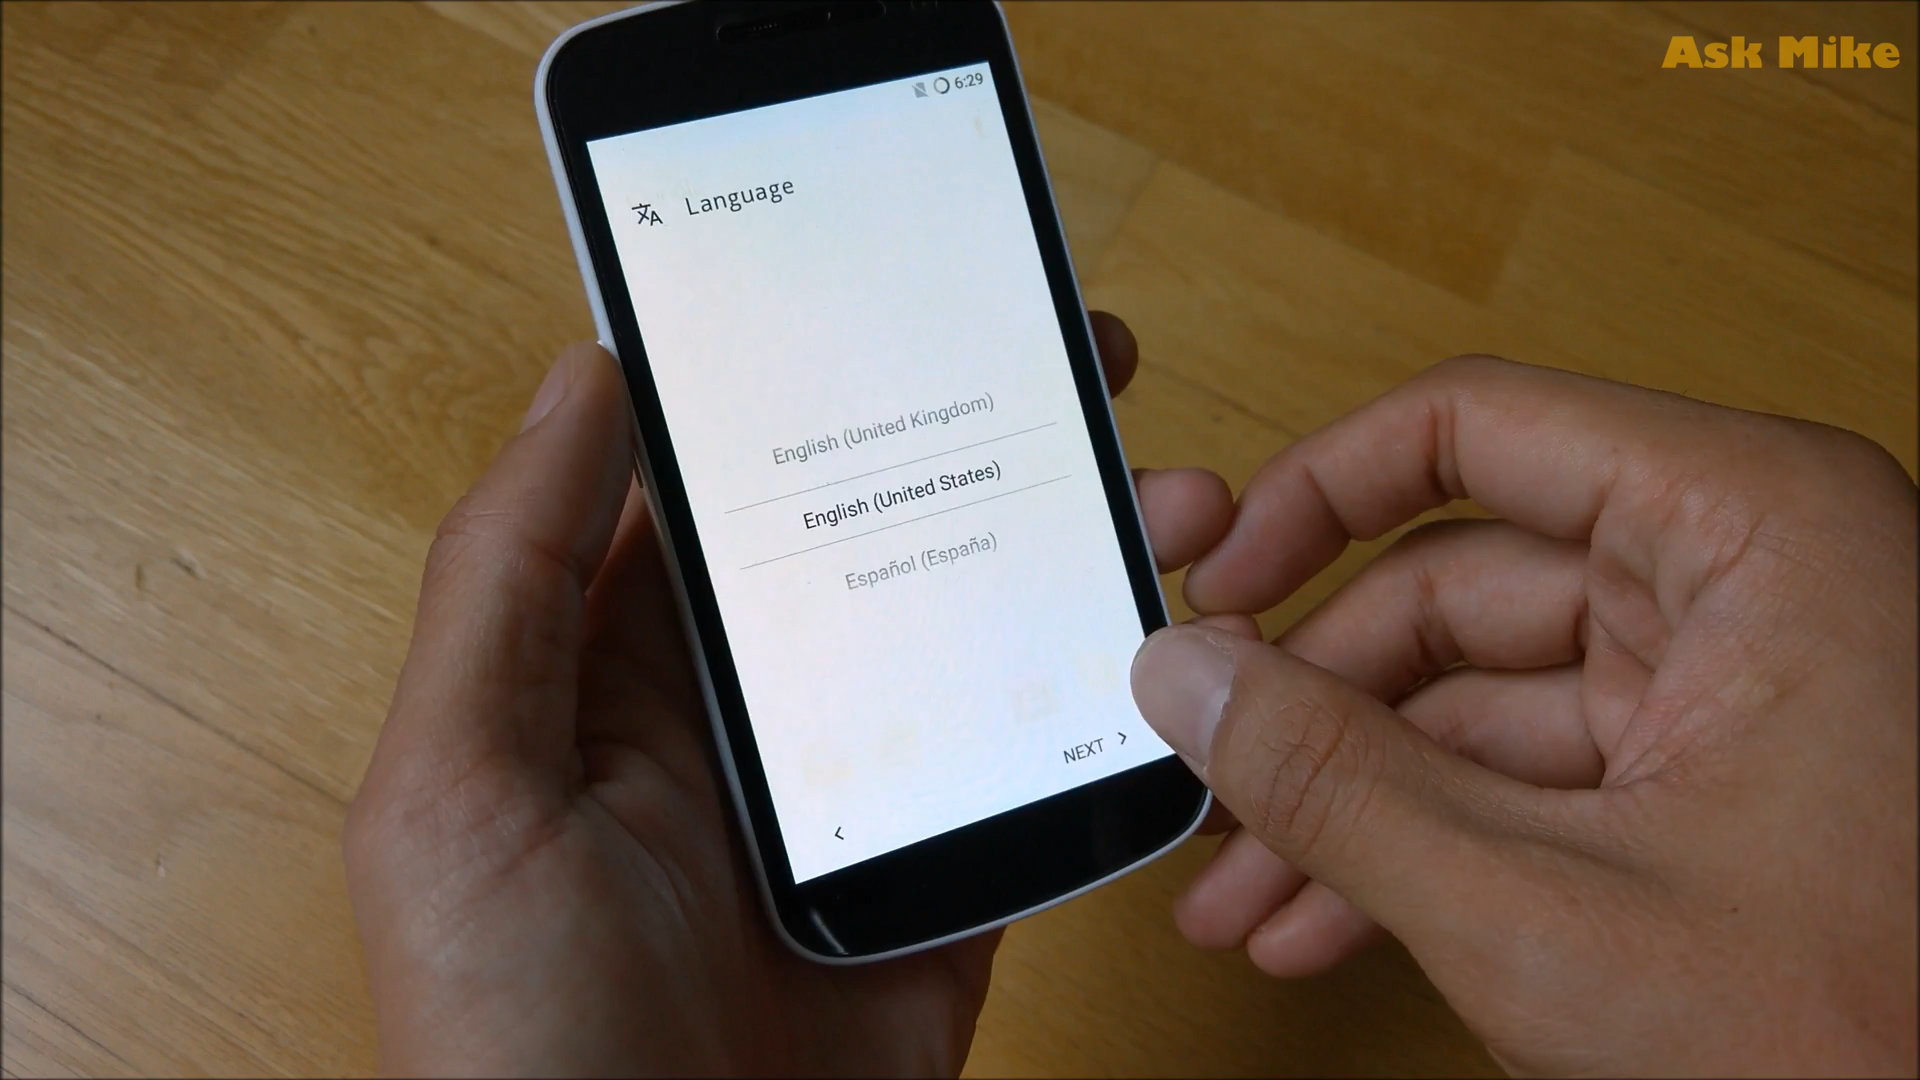 Ask Mike
6:29
Language
English (United Kingdom)
English (United States)
Español (España)
NEXT